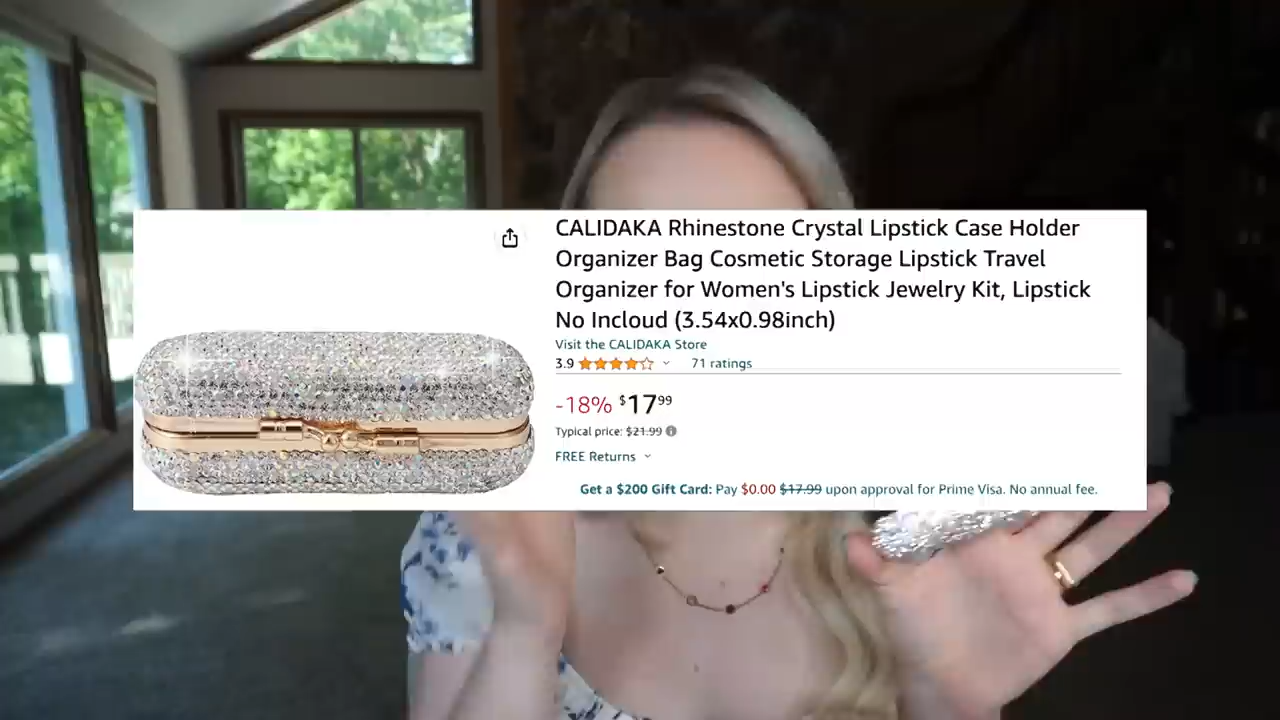 CALIDAKA Rhinestone Crystal Lipstick Case Holder
Organizer Bag Cosmetic Storage Lipstick Travel
Organizer for Women's Lipstick Jewelry Kit, Lipstick
No Incloud (3.54x0.98inch)
Visit the CALIDAKA Store
3.9 71 ratings
-18% $17 99
Typical price: $21.99
FREE Returns
Get a $200 Gift Card: Pay $0.00 $17.99 upon approval for Prime Visa. No annual fee.